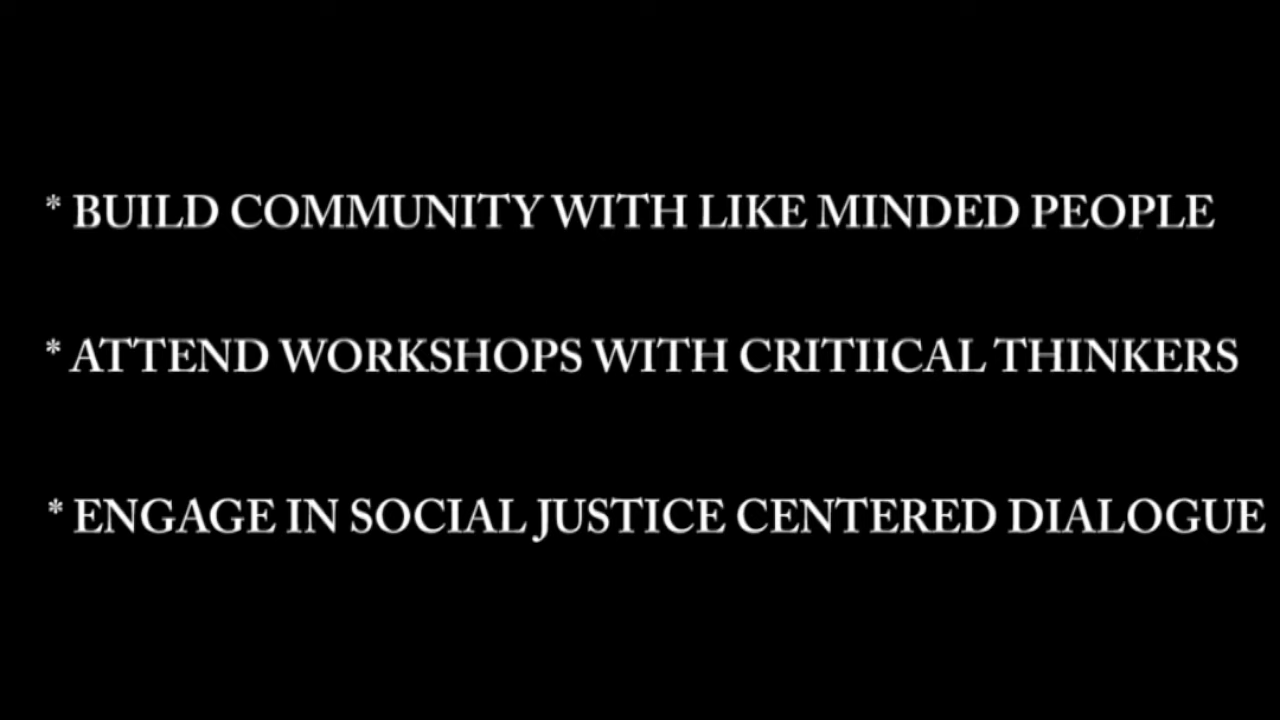 * BUILD COMMUNITY WITH LIKE MINDED PEOPLE
* ATTEND WORKSHOPS WITH CRITIICAL THINKERS
* ENGAGE IN SOCIAL JUSTICE CENTERED DIALOGUE